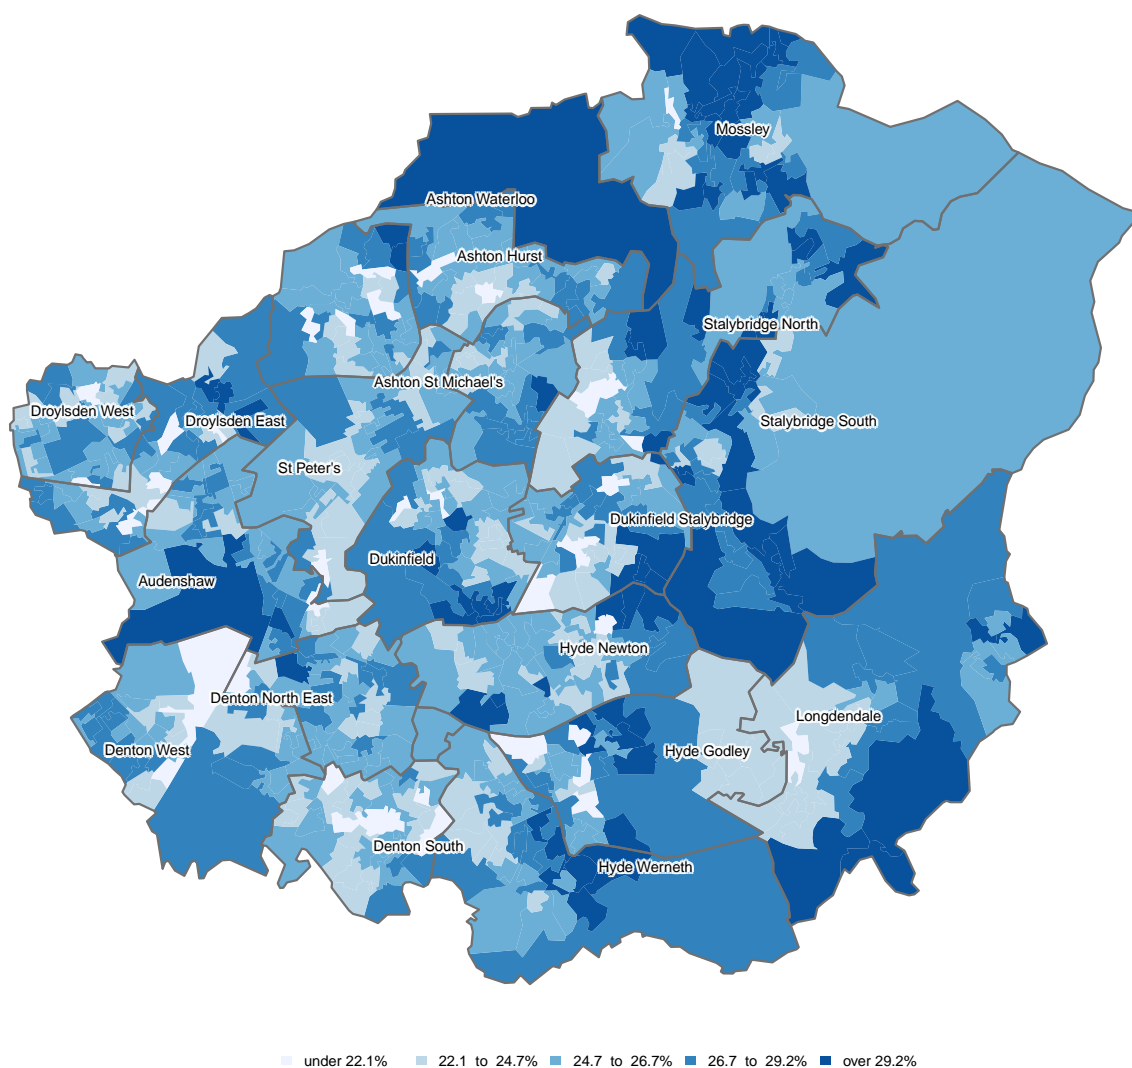 Mossley
Ashton Waterloo
Ashton Hurst
Stalybridge North
Ashton St Michael's
Droylsden West
Droylsden East
Stalybridge South
St Peter's
Dukinfield Stalybridge
Dukinfield
Audenshaw
Hyde Newton
Denton North East
Longdendale
Denton West
Hyde Godley
Denton South
Hyde Werneth
under 22.1% 22.1 to 24.7% 24.7 to 26.7% 26.7 to 29.2% over 29.2%